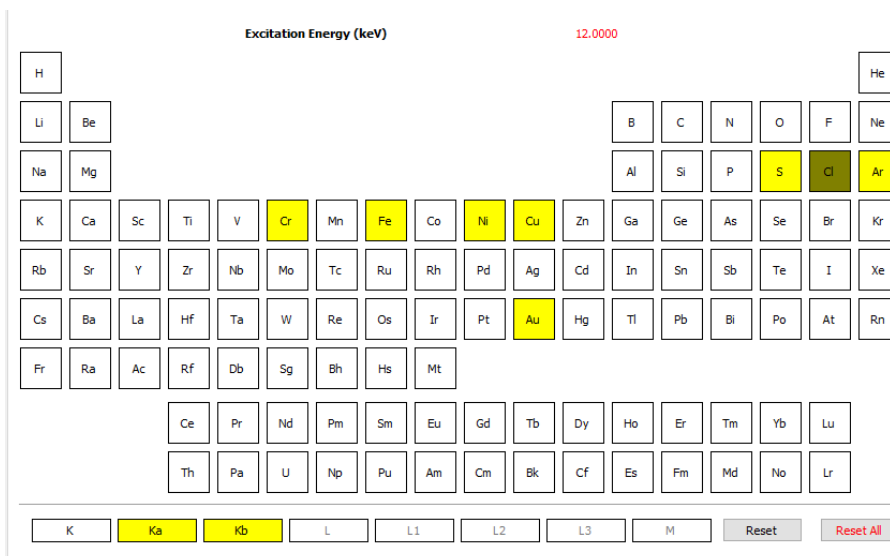 Excitation Energy (keV) 12.0000
H He
Li Be B C N O F Ne
Na Mg Al Si P S Cl Ar
K Ca Sc Ti V Cr Mn Fe Co Ni Cu Zn Ga Ge As Se Br Kr
Rb Sr Y Zr Nb Mo Tc Ru Rh Pd Ag Cd In Sn Sb Te I Xe
Cs Ba La Hf Ta W Re Os Ir Pt Au Hg Tl Pb Bi Po At Rn
Fr Ra Ac Rf Db Sg Bh Hs Mt
Ce Pr Nd Pm Sm Eu Gd Tb Dy Ho Er Tm Yb Lu
Th Pa U Np Pu Am Cm Bk Cf Es Fm Md No Lr
K Ka Kb L L1 L2 L3 M Reset Reset All